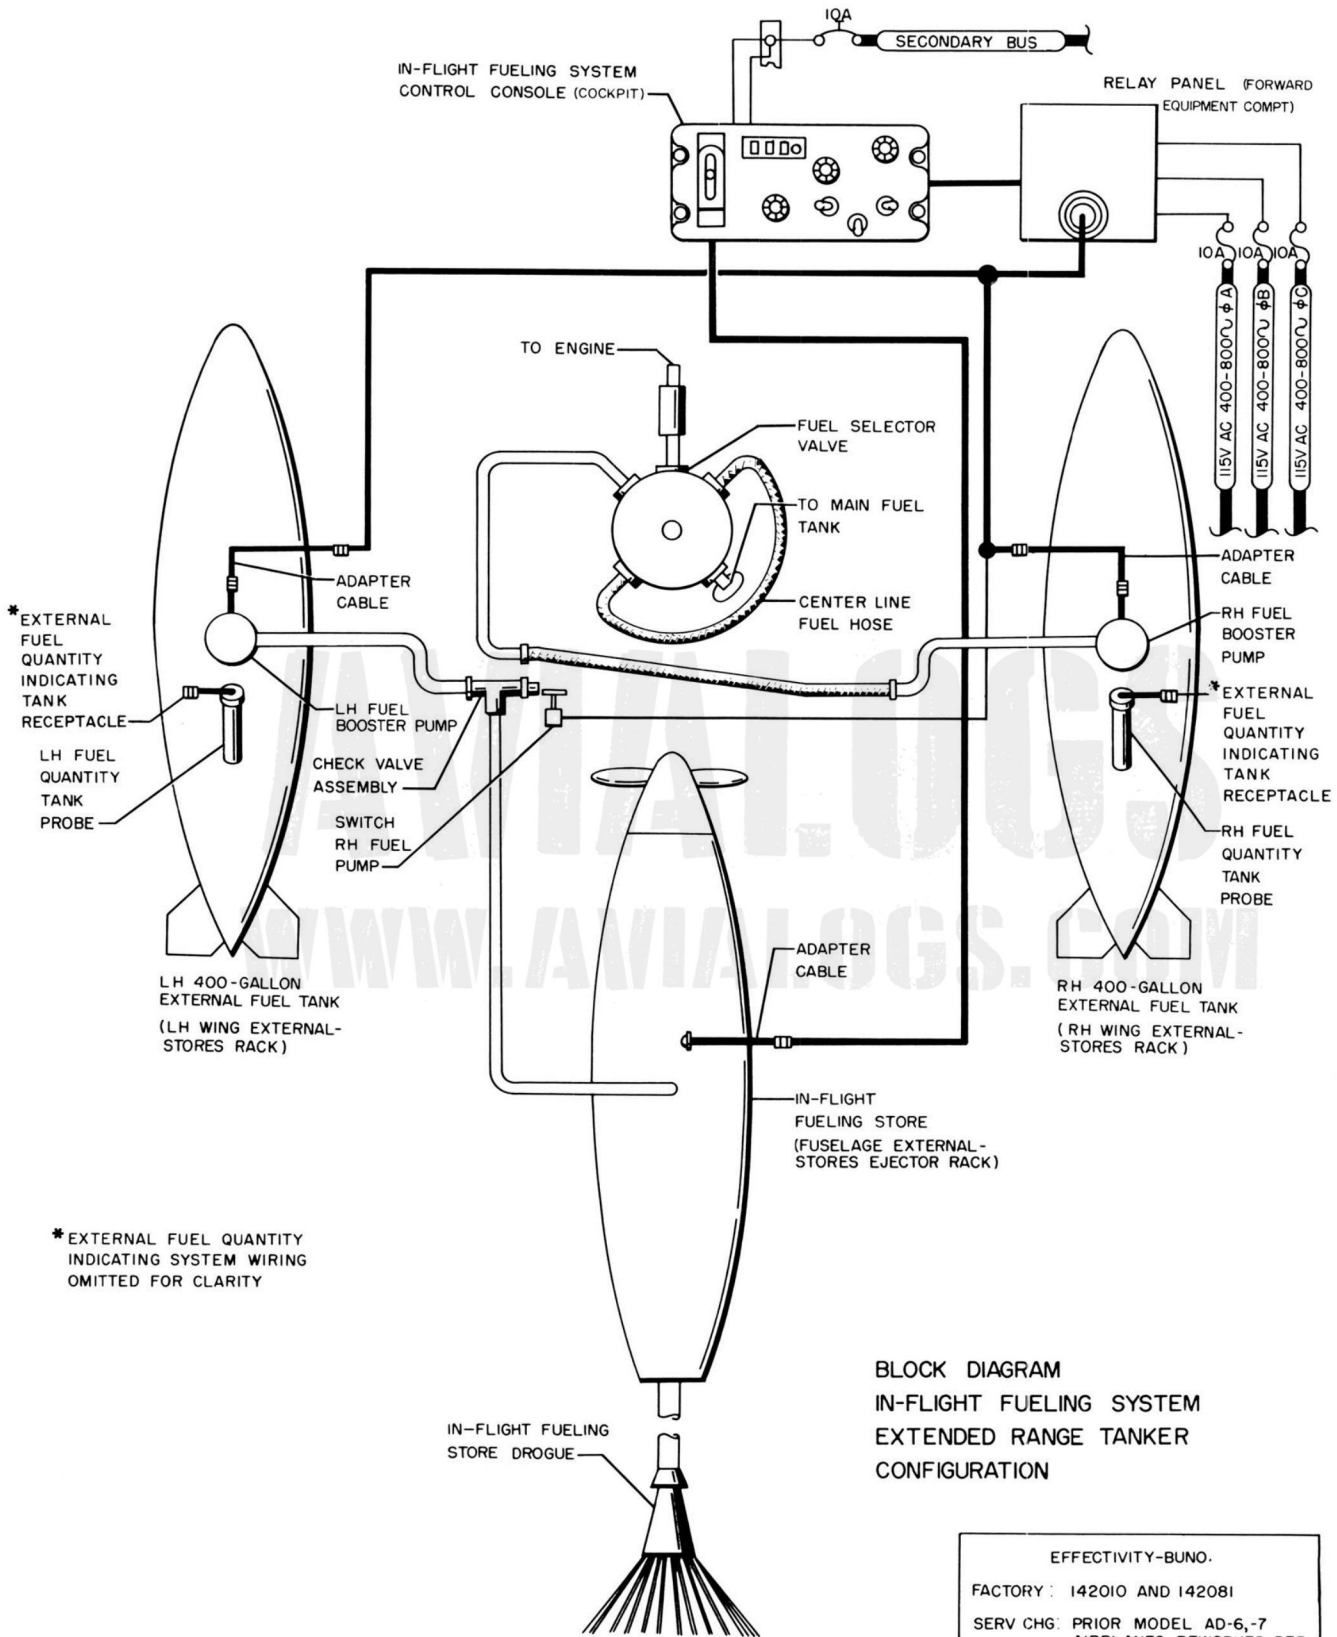 10A
SECONDARY BUS
IN-FLIGHT FUELING SYSTEM
CONTROL CONSOLE (COCKPIT)
RELAY PANEL (FORWARD
EQUIPMENT COMPT)
10A
10A
10A
115V AC 400-800∿ ϕA
115V AC 400-800∿ ϕB
115V AC 400-800∿ ϕC
TO ENGINE
FUEL SELECTOR
VALVE
TO MAIN FUEL
TANK
CENTER LINE
FUEL HOSE
ADAPTER
CABLE
ADAPTER
CABLE
*EXTERNAL
FUEL
QUANTITY
INDICATING
TANK
RECEPTACLE
LH FUEL
QUANTITY
TANK
PROBE
LH FUEL
BOOSTER PUMP
CHECK VALVE
ASSEMBLY
SWITCH
RH FUEL
PUMP
RH FUEL
BOOSTER
PUMP
*EXTERNAL
FUEL
QUANTITY
INDICATING
TANK
RECEPTACLE
RH FUEL
QUANTITY
TANK
PROBE
AVIALOGS
WWW.AVIALOGS.COM
LH 400-GALLON
EXTERNAL FUEL TANK
(LH WING EXTERNAL-
STORES RACK)
ADAPTER
CABLE
RH 400-GALLON
EXTERNAL FUEL TANK
(RH WING EXTERNAL-
STORES RACK)
IN-FLIGHT
FUELING STORE
(FUSELAGE EXTERNAL-
STORES EJECTOR RACK)
*EXTERNAL FUEL QUANTITY
INDICATING SYSTEM WIRING
OMITTED FOR CLARITY
IN-FLIGHT FUELING
STORE DROGUE
BLOCK DIAGRAM
IN-FLIGHT FUELING SYSTEM
EXTENDED RANGE TANKER
CONFIGURATION
EFFECTIVITY-BUNO.
FACTORY: 142010 AND 142081
SERV CHG: PRIOR MODEL AD-6,-7